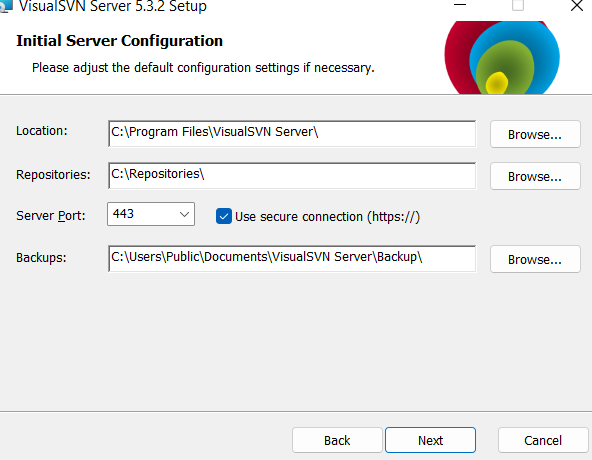 VisualSVN Server 5.3.2 Setup
Initial Server Configuration
Please adjust the default configuration settings if necessary.
Location: C:\Program Files\VisualSVN Server\ Browse...
Repositories: C:\Repositories\ Browse...
Server Port: 443 Use secure connection (https://)
Backups: C:\Users\Public\Documents\VisualSVN Server\Backup\ Browse...
Back Next Cancel